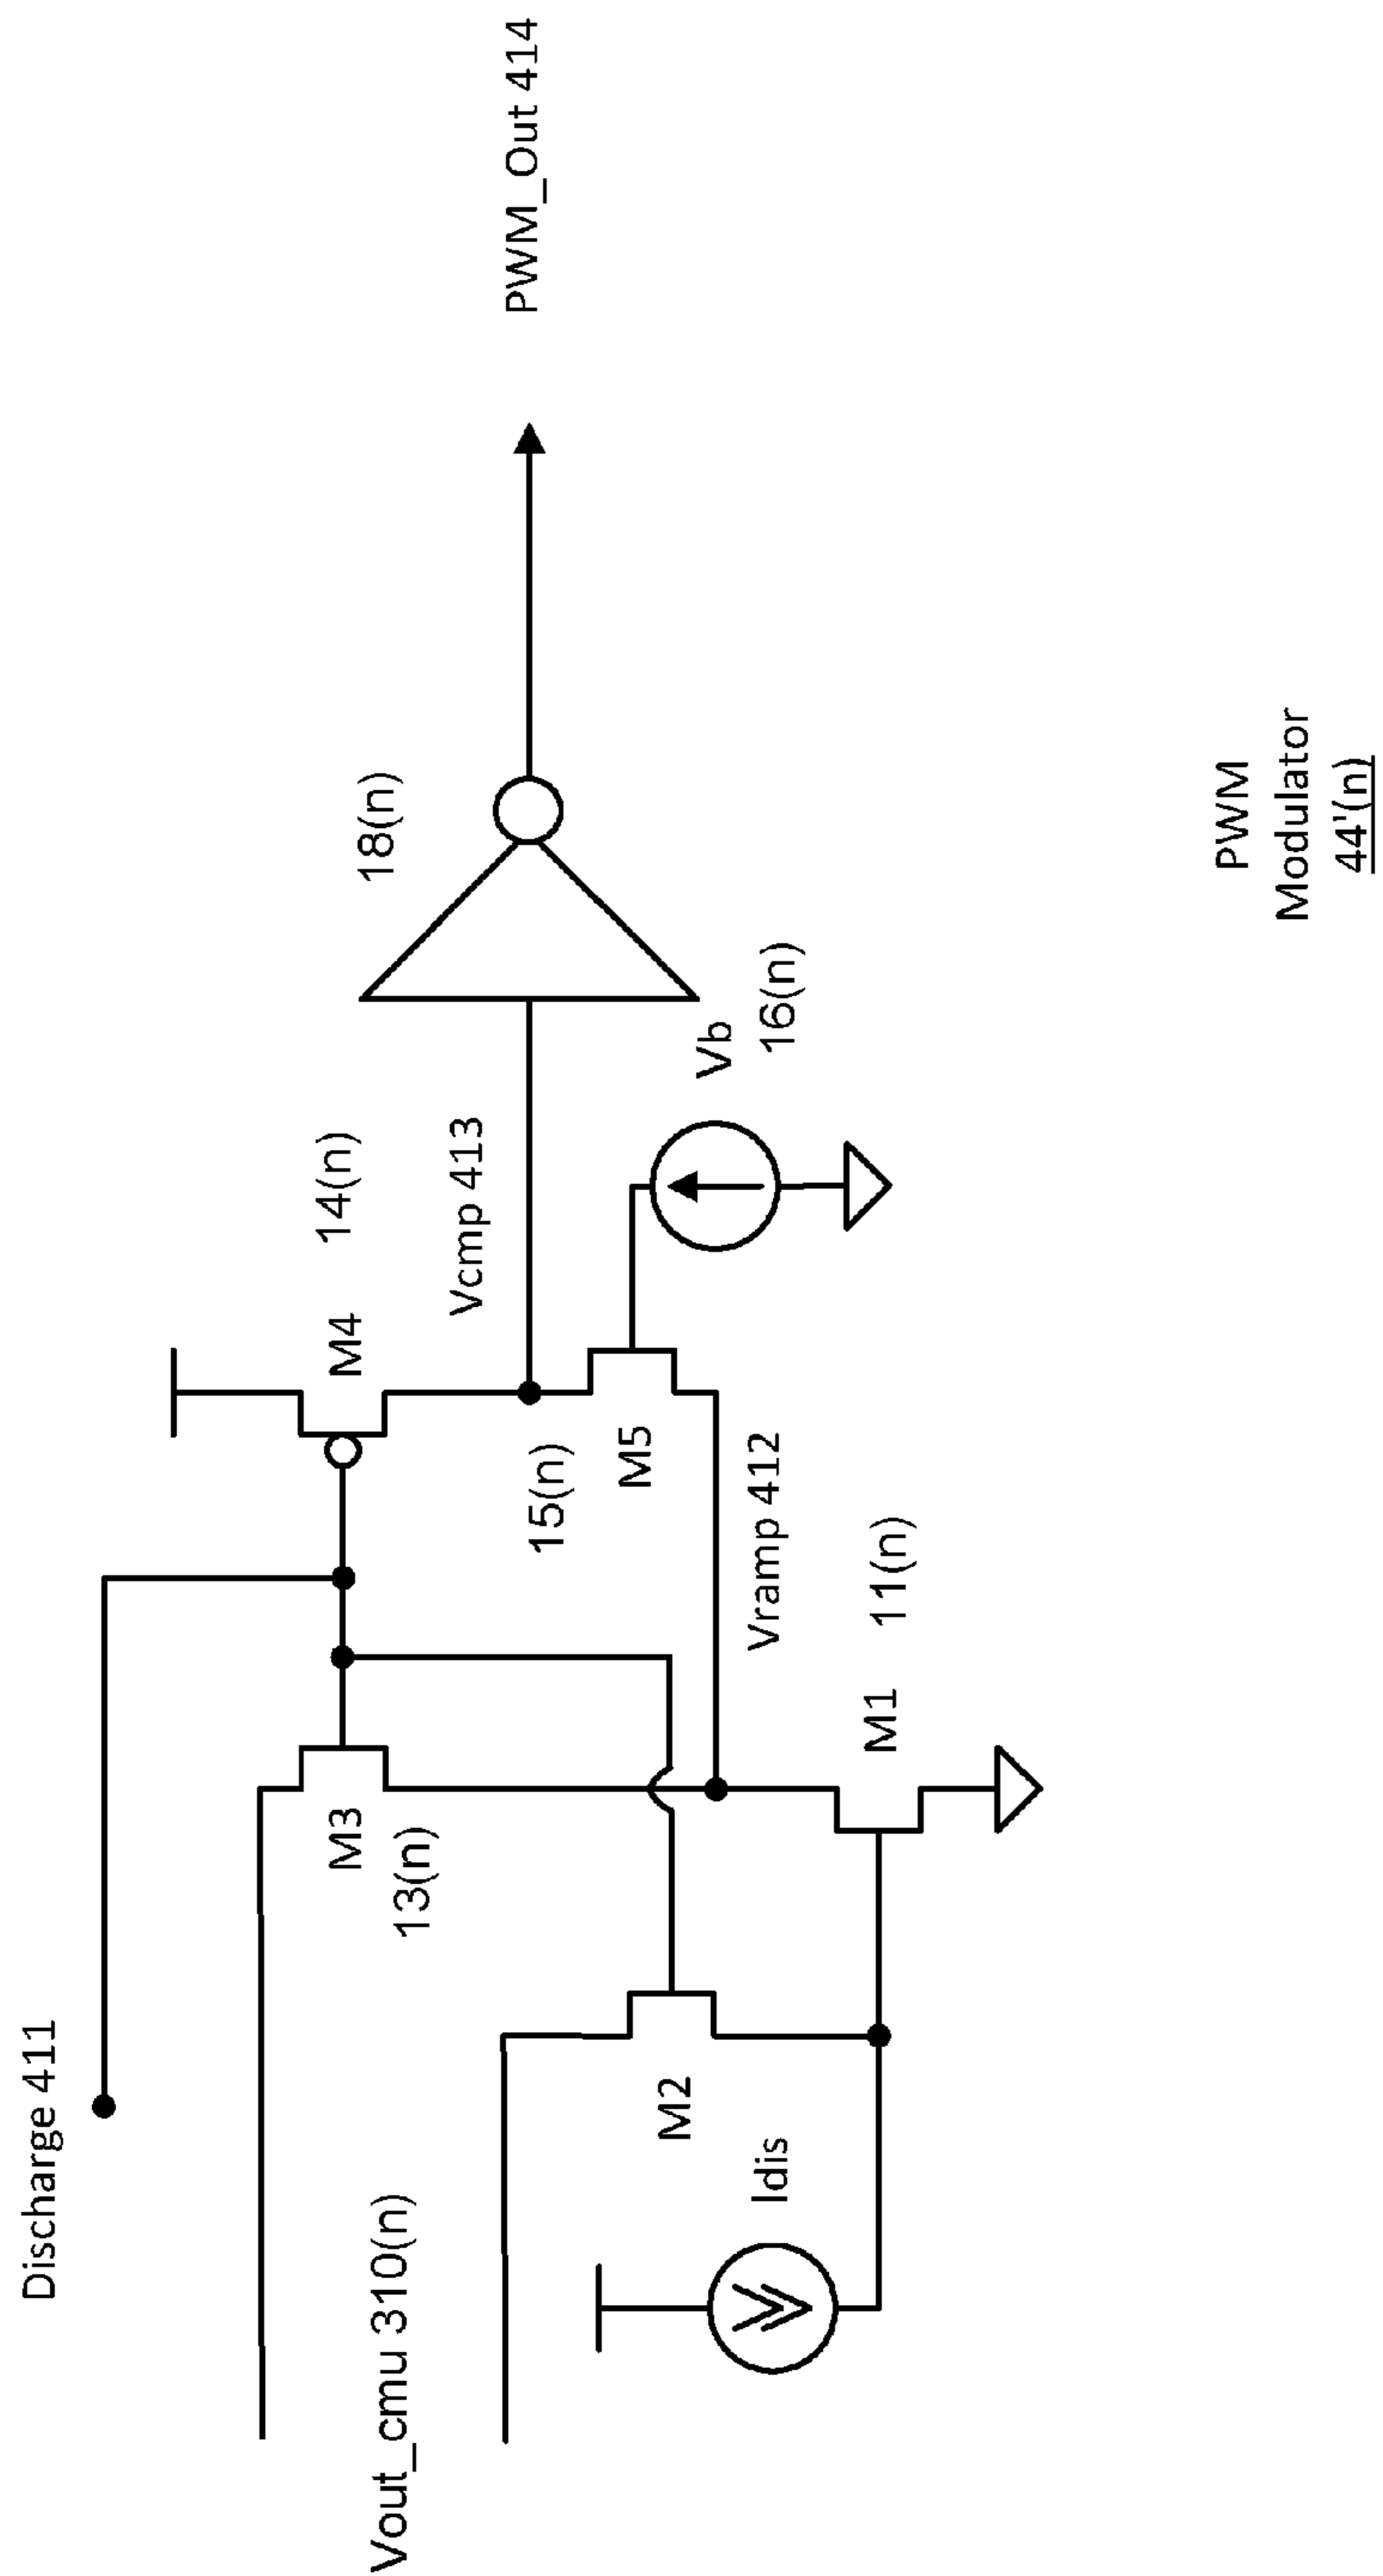 Discharge 411
M4
14(n)
M3
13(n)
Vout_cmu 310(n)
18(n)
Vcmp 413
PWM_Out 414
15(n)
M5
M2
Vb
16(n)
Vramp 412
Idis
M1
11(n)
PWM
Modulator
44'(n)